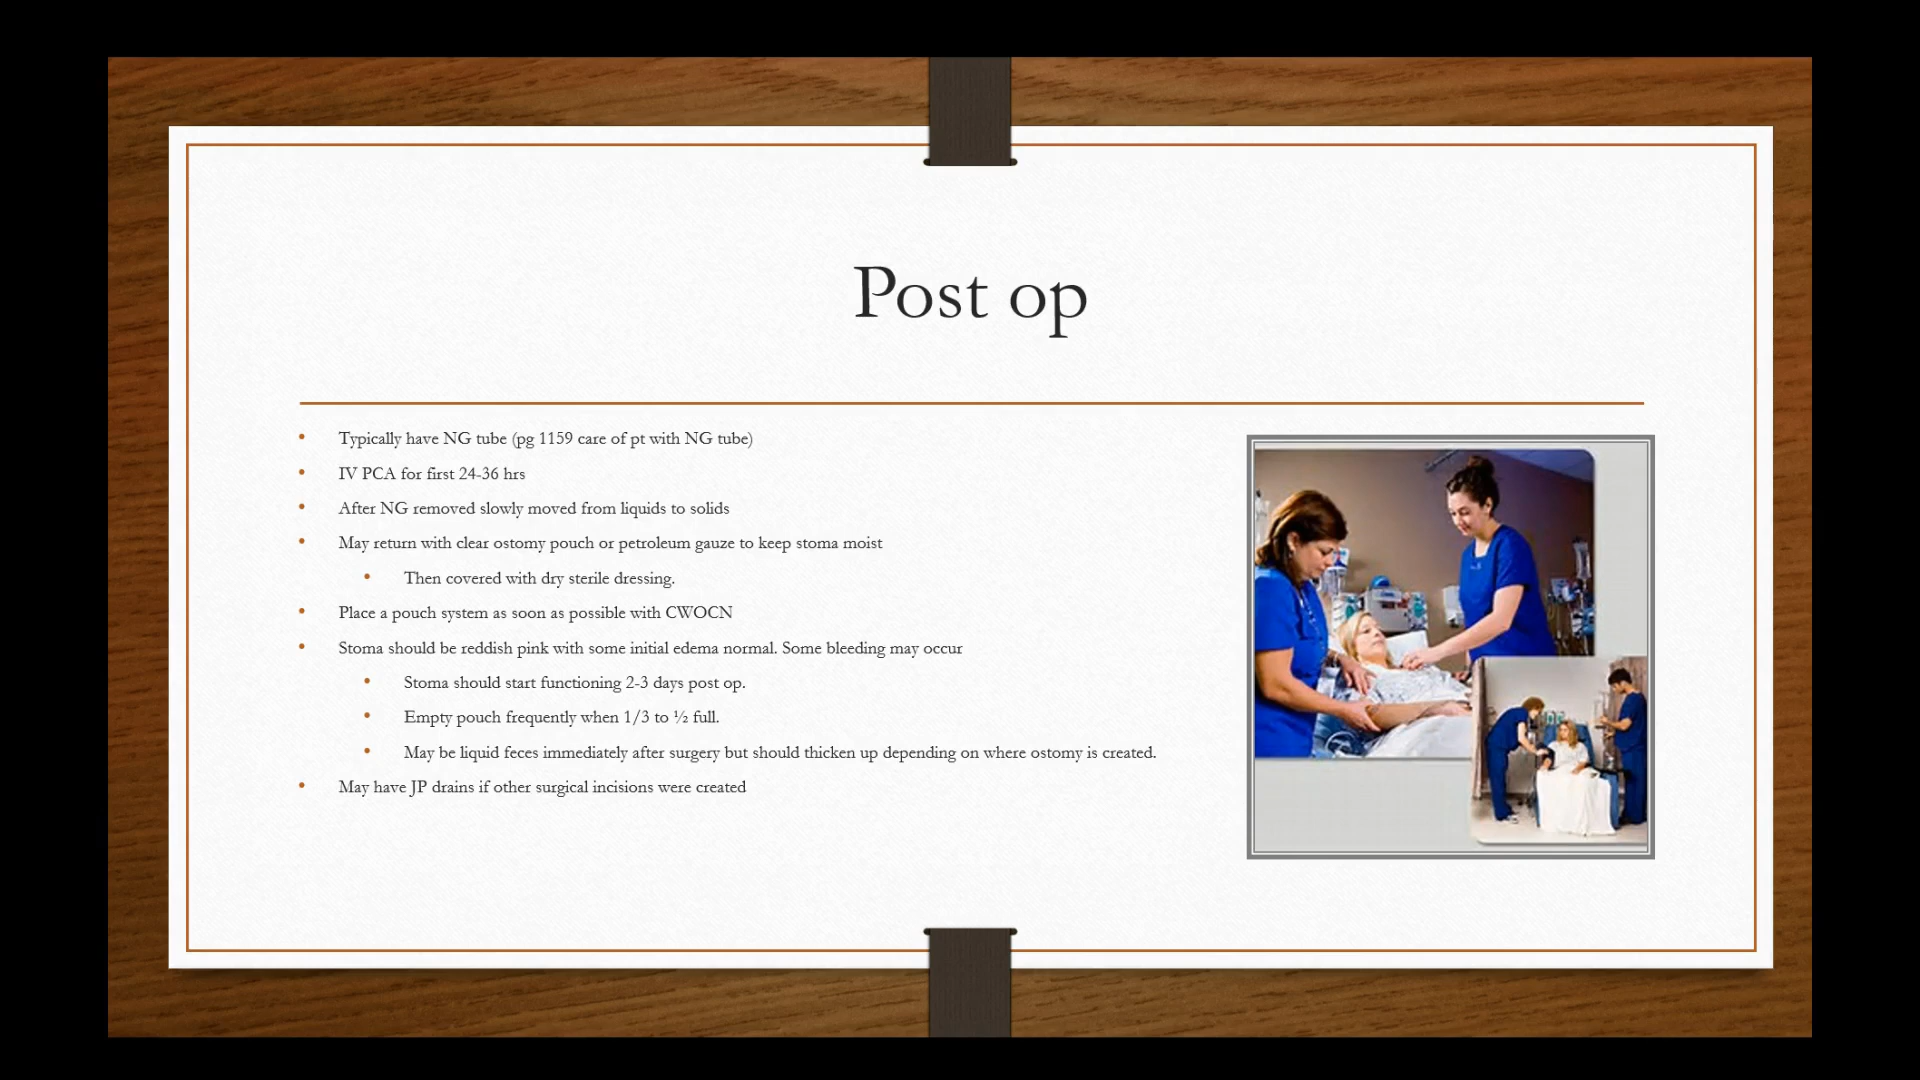 Post op
• Typically have NG tube (pg 1159 care of pt with NG tube)
• IV PCA for first 24-36 hrs
• After NG removed slowly moved from liquids to solids
• May return with clear ostomy pouch or petroleum gauze to keep stoma moist
• Then covered with dry sterile dressing.
• Place a pouch system as soon as possible with CWOCN
• Stoma should be reddish pink with some initial edema normal. Some bleeding may occur
• Stoma should start functioning 2-3 days post op.
• Empty pouch frequently when 1/3 to ½ full.
• May be liquid feces immediately after surgery but should thicken up depending on where ostomy is created.
• May have JP drains if other surgical incisions were created